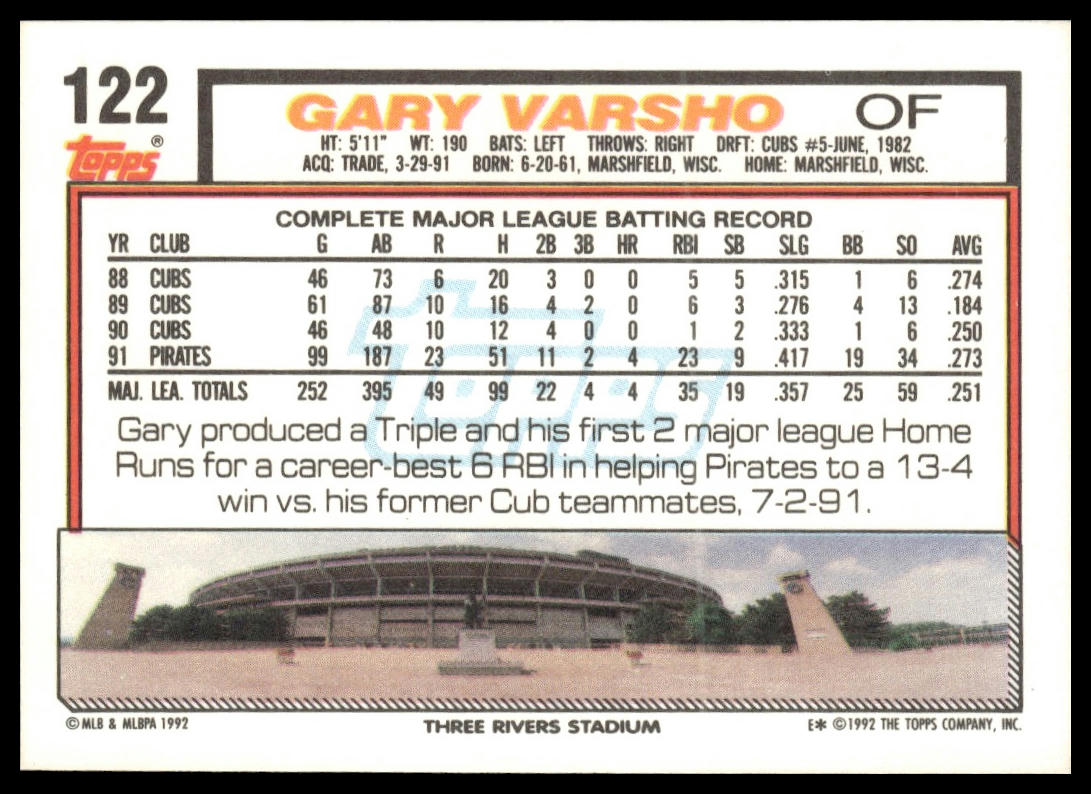 122
GARY VARSHO OF
topps®
HT: 5'11" WT: 190 BATS: LEFT THROWS: RIGHT DRFT: CUBS #5-JUNE, 1982
ACQ: TRADE, 3-29-91 BORN: 6-20-61, MARSHFIELD, WISC. HOME: MARSHFIELD, WISC.
COMPLETE MAJOR LEAGUE BATTING RECORD
YR CLUB G AB R H 2B 3B HR RBI SB SLG BB SO AVG
88 CUBS 46 73 6 20 3 0 0 5 5 .315 1 6 .274
89 CUBS 61 87 10 16 4 2 0 6 3 .276 4 13 .184
90 CUBS 46 48 10 12 4 0 0 1 2 .333 1 6 .250
91 PIRATES 99 187 23 51 11 2 4 23 9 .417 19 34 .273
MAJ. LEA. TOTALS 252 395 49 99 22 4 4 35 19 .357 25 59 .251
topps
Gary produced a Triple and his first 2 major league Home
Runs for a career-best 6 RBI in helping Pirates to a 13-4
win vs. his former Cub teammates, 7-2-91.
© MLB & MLBPA 1992 THREE RIVERS STADIUM E* © 1992 THE TOPPS COMPANY, INC.